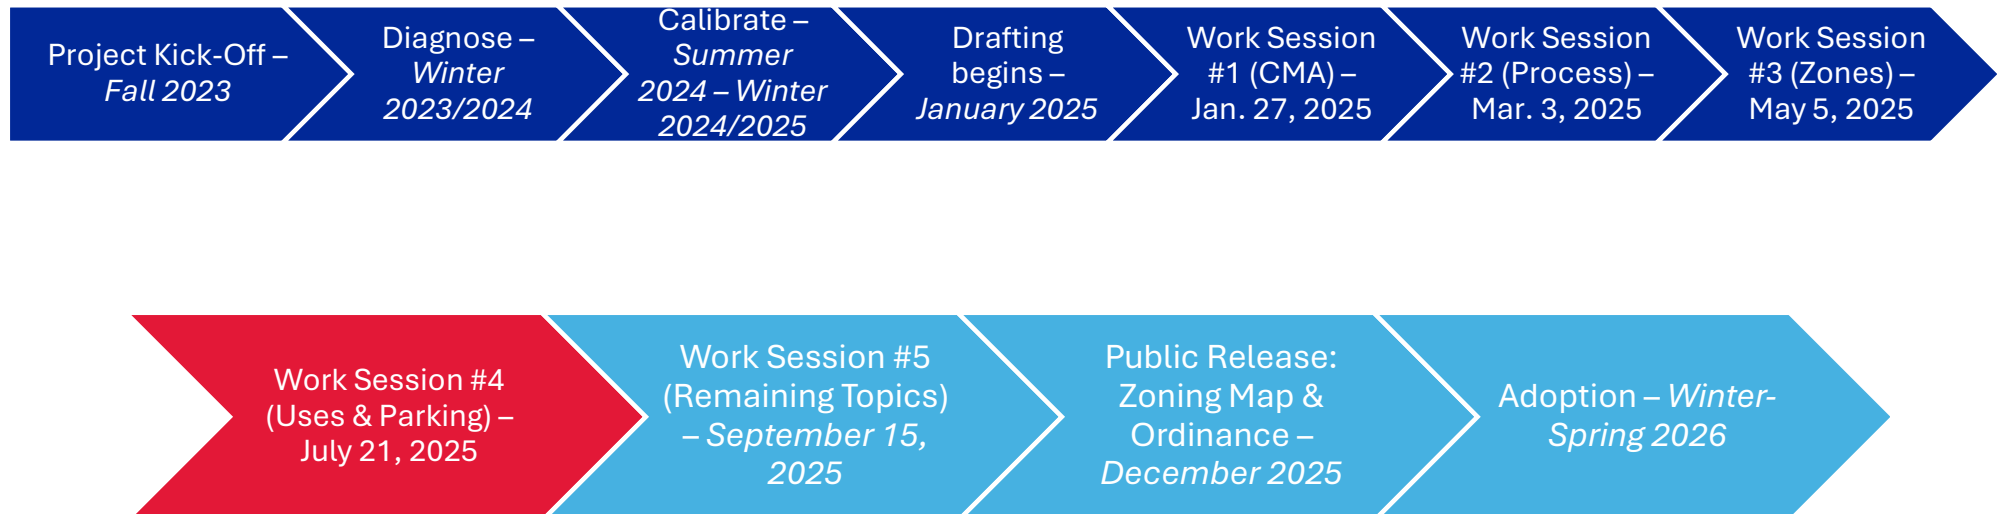 Project Kick-Off –
Fall 2023
Diagnose –
Winter
2023/2024
Calibrate –
Summer
2024 – Winter
2024/2025
Drafting
begins –
January 2025
Work Session
#1 (CMA) –
Jan. 27, 2025
Work Session
#2 (Process) –
Mar. 3, 2025
Work Session
#3 (Zones) –
May 5, 2025
Work Session #4
(Uses & Parking) –
July 21, 2025
Work Session #5
(Remaining Topics)
– September 15,
2025
Public Release:
Zoning Map &
Ordinance –
December 2025
Adoption – Winter-
Spring 2026